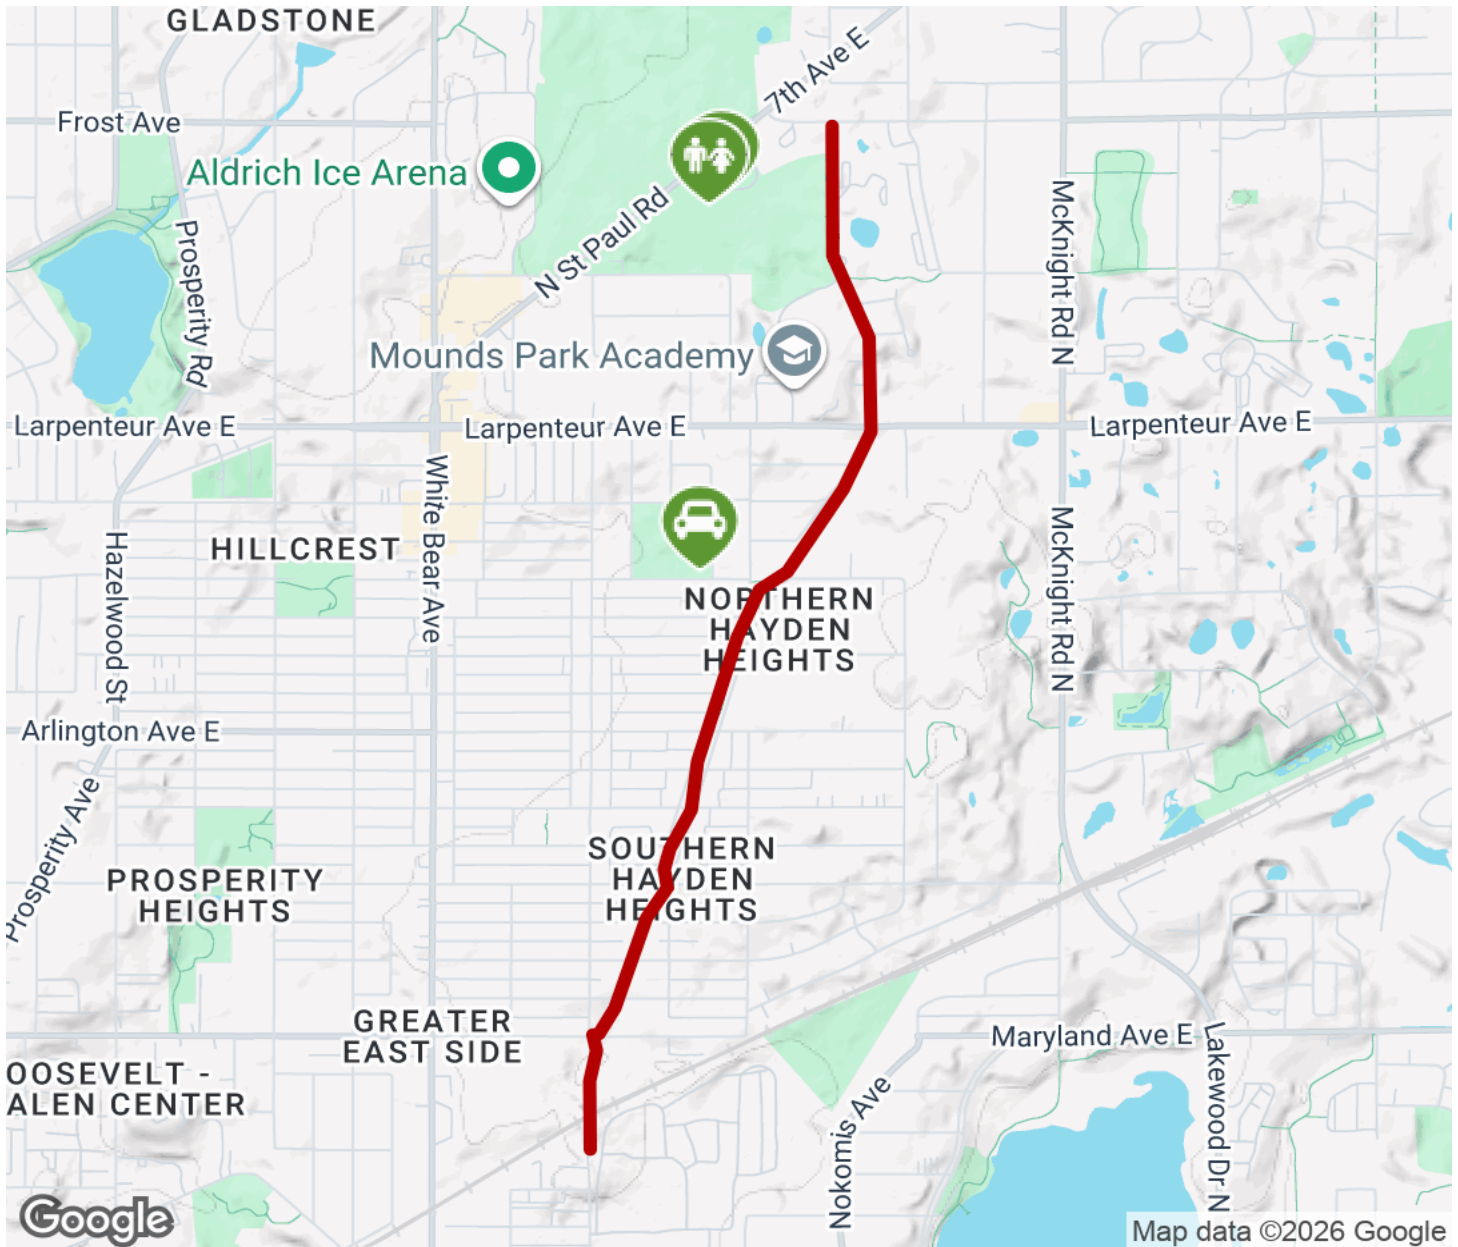 GLADSTONE
7th Ave E
Frost Ave
Aldrich Ice Arena
N St Paul Rd
McKnight Rd N
Prosperity Rd
Mounds Park Academy
Larpenteur Ave E
Larpenteur Ave E
Larpenteur Ave E
White Bear Ave
McKnight Rd N
Hazelwood St
HILLCREST
NORTHERN
HAYDEN
HEIGHTS
Arlington Ave E
Prosperity Ave
SOUTHERN
HAYDEN
HEIGHTS
PROSPERITY
HEIGHTS
GREATER
EAST SIDE
Maryland Ave E
Lakewood Dr N
OOSEVELT -
ALEN CENTER
Nokomis Ave
Google
Map data ©2026 Google